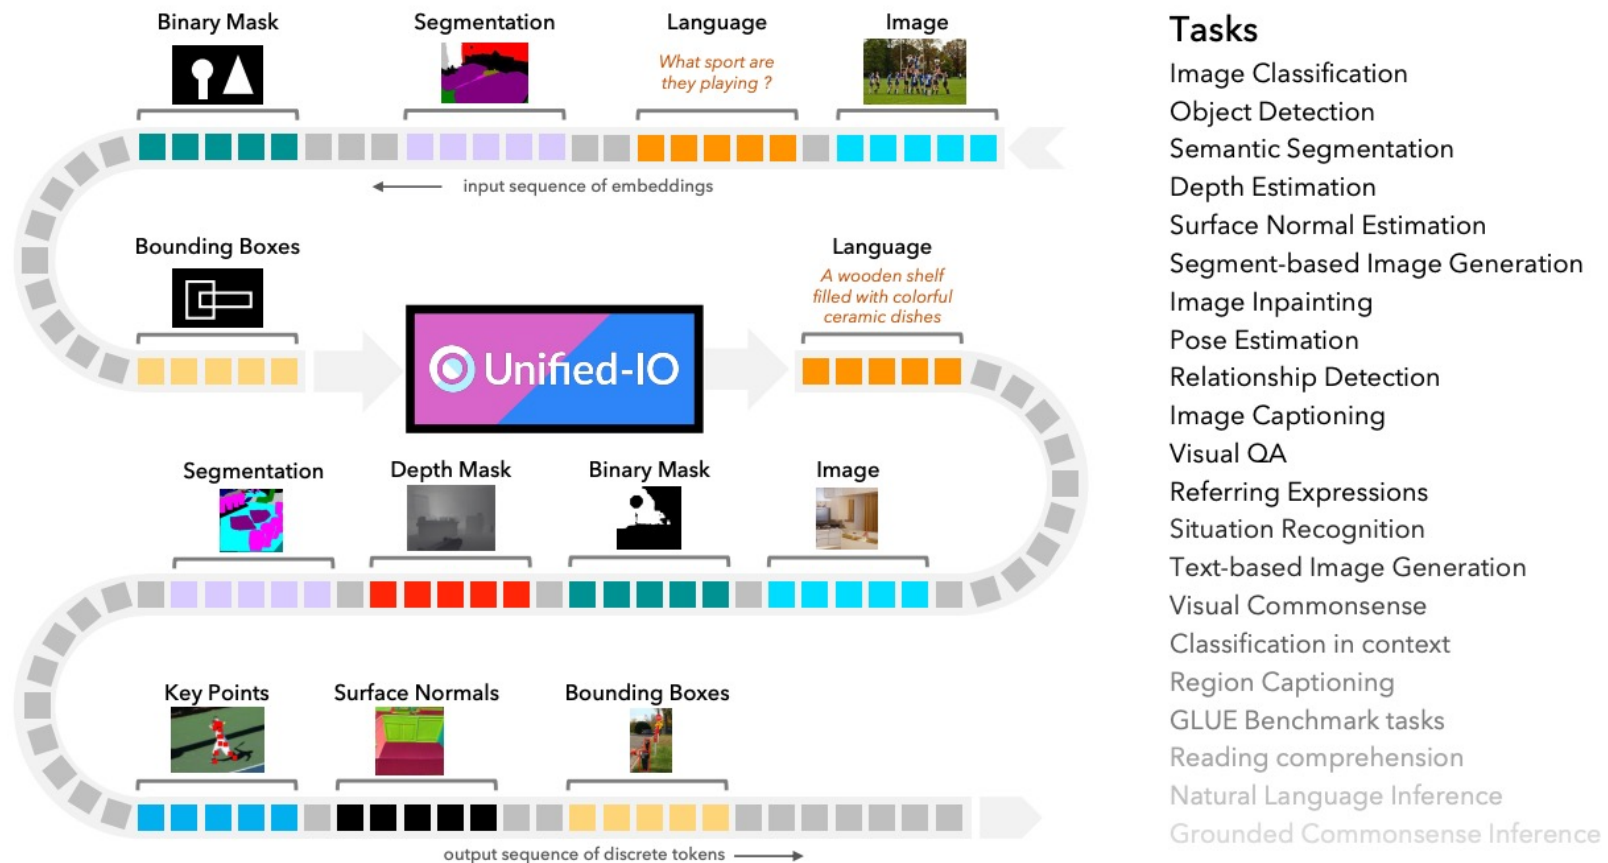 Binary Mask
Segmentation
Language
Image
What sport are
they playing ?
input sequence of embeddings
Bounding Boxes
Language
A wooden shelf
filled with colorful
ceramic dishes
Unified-IO
Segmentation
Depth Mask
Binary Mask
Image
Key Points
Surface Normals
Bounding Boxes
output sequence of discrete tokens
Tasks
Image Classification
Object Detection
Semantic Segmentation
Depth Estimation
Surface Normal Estimation
Segment-based Image Generation
Image Inpainting
Pose Estimation
Relationship Detection
Image Captioning
Visual QA
Referring Expressions
Situation Recognition
Text-based Image Generation
Visual Commonsense
Classification in context
Region Captioning
GLUE Benchmark tasks
Reading comprehension
Natural Language Inference
Grounded Commonsense Inference